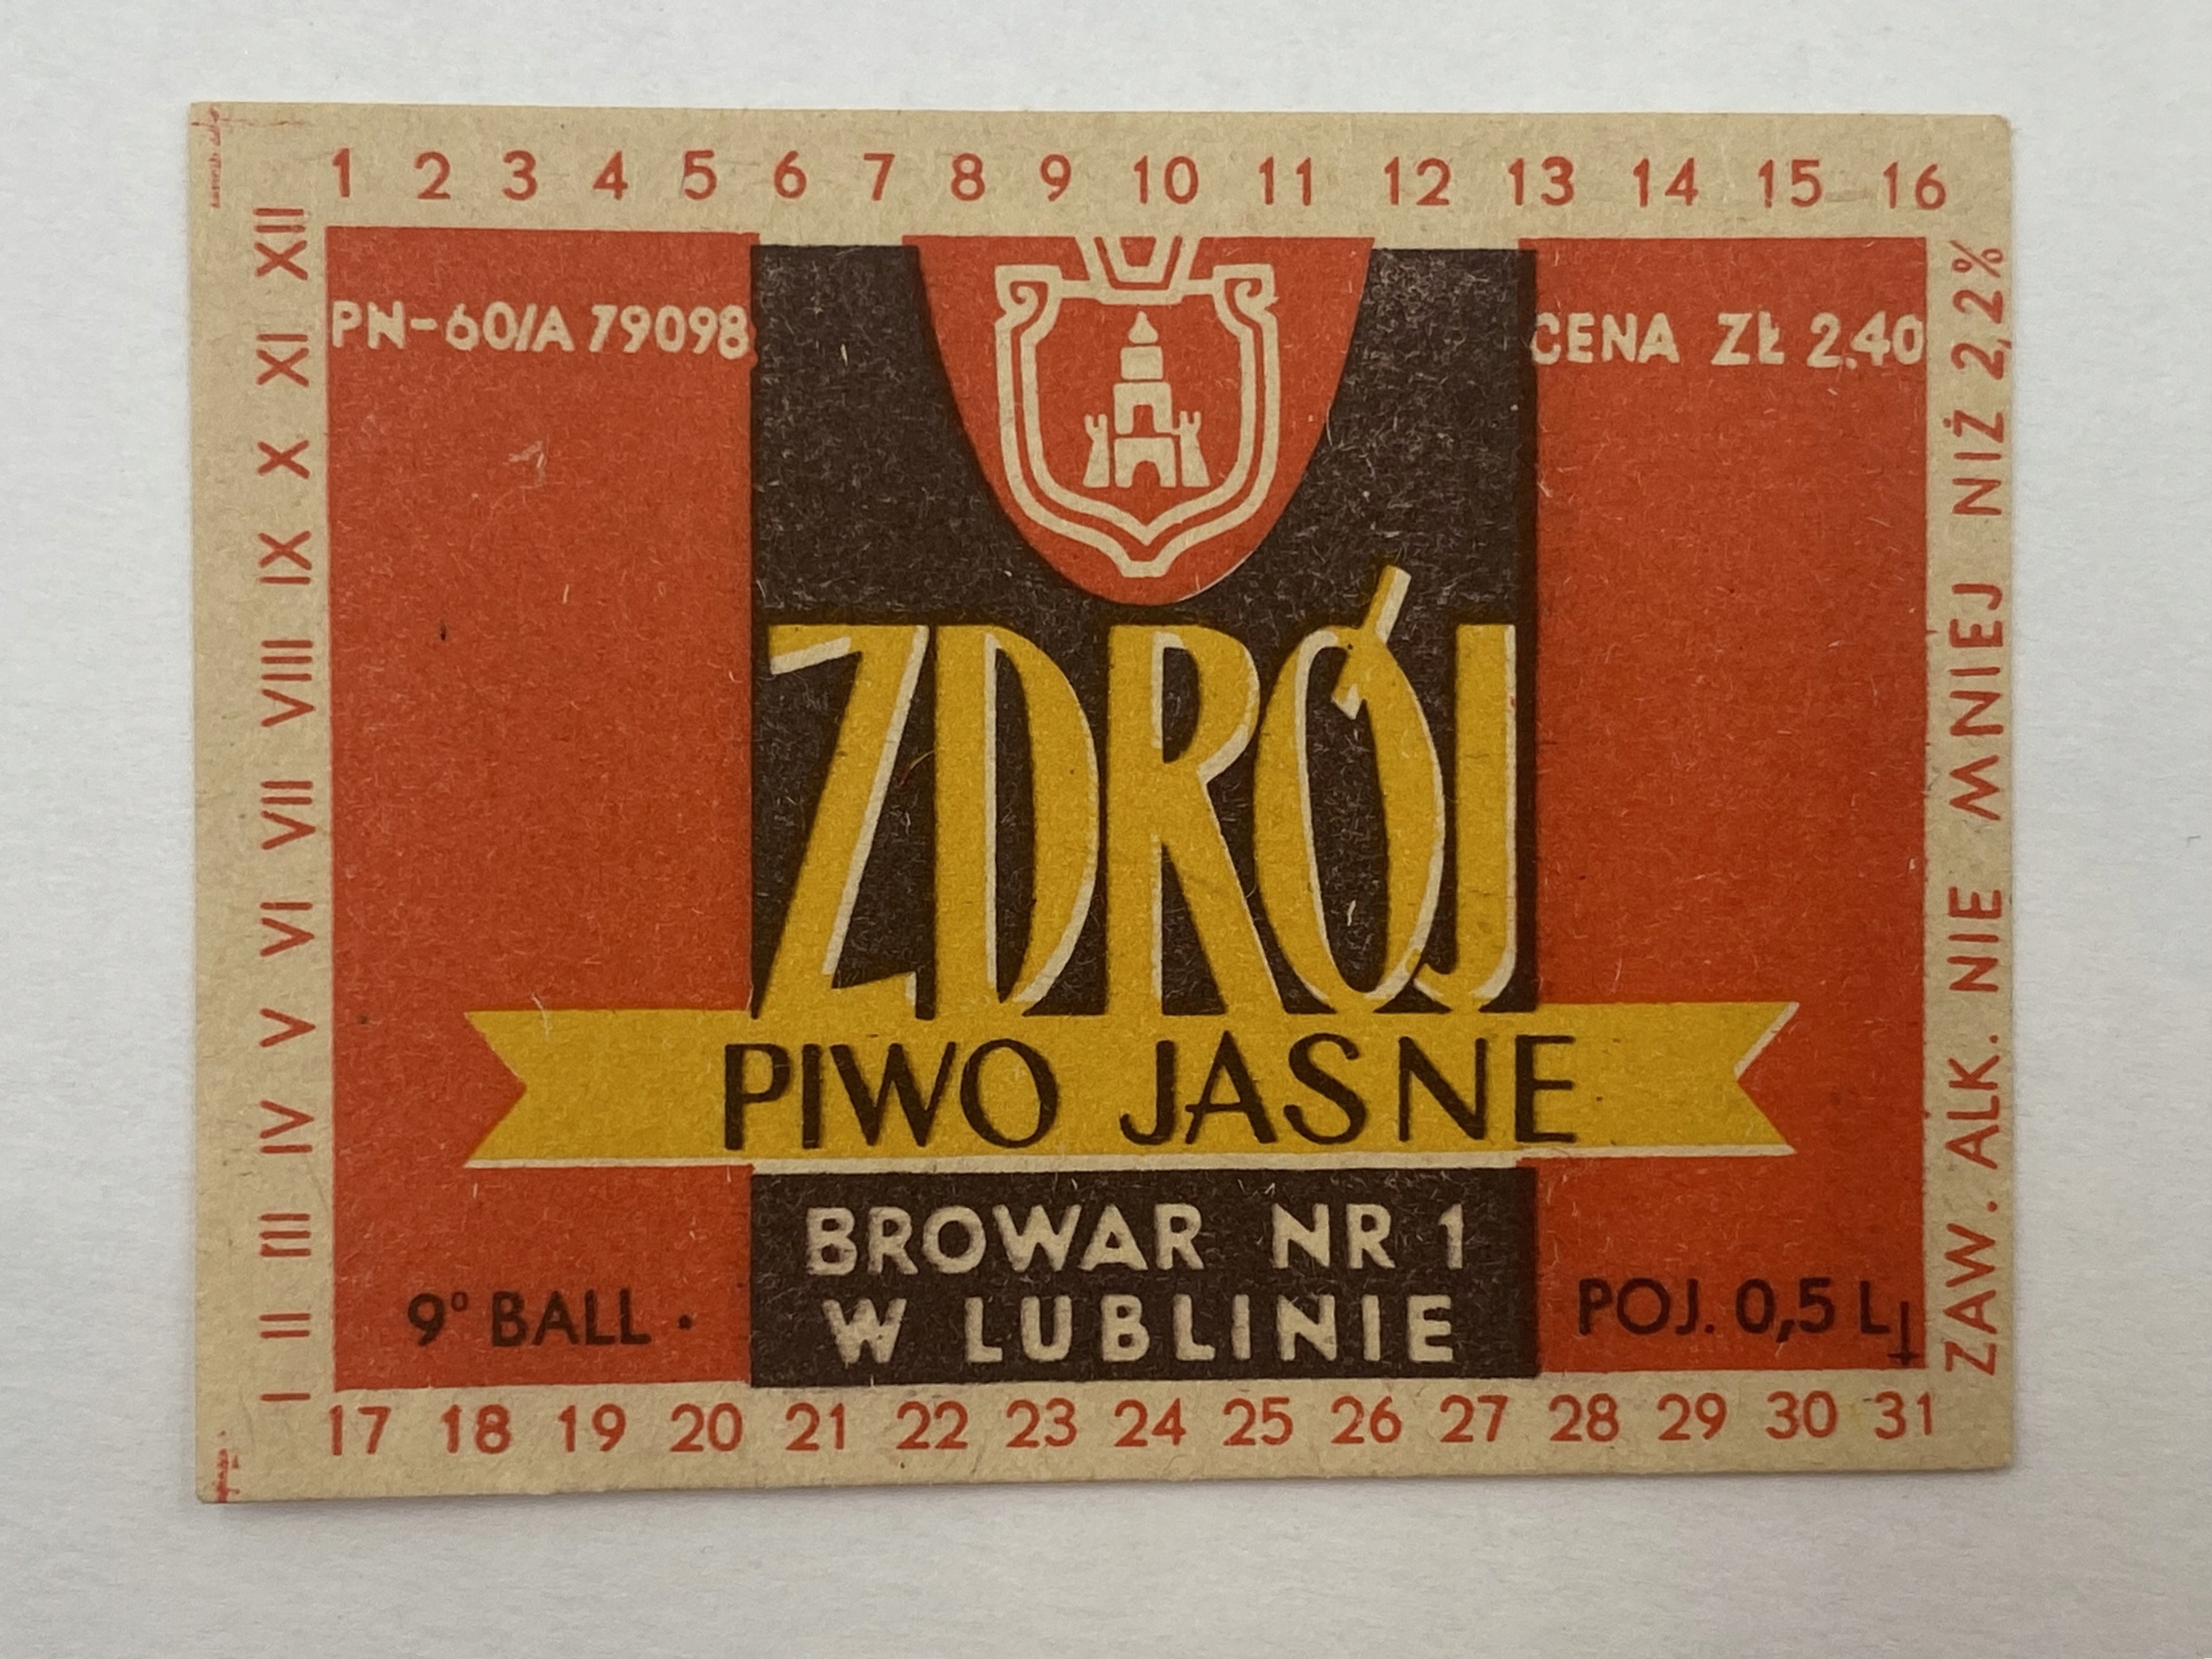 1 2 3 4 5 6 7 8 9 10 11 12 13 14 15 16
I II III IV V VI VII VIII IX X XI XII
PN-60/A 79098
CENA ZŁ 2.40
ZDRÓJ
PIWO JASNE
BROWAR NR 1
W LUBLINIE
9° BALL.
POJ. 0,5 L
ZAW. ALK. NIE MNIEJ NIŻ 2,2%
17 18 19 20 21 22 23 24 25 26 27 28 29 30 31